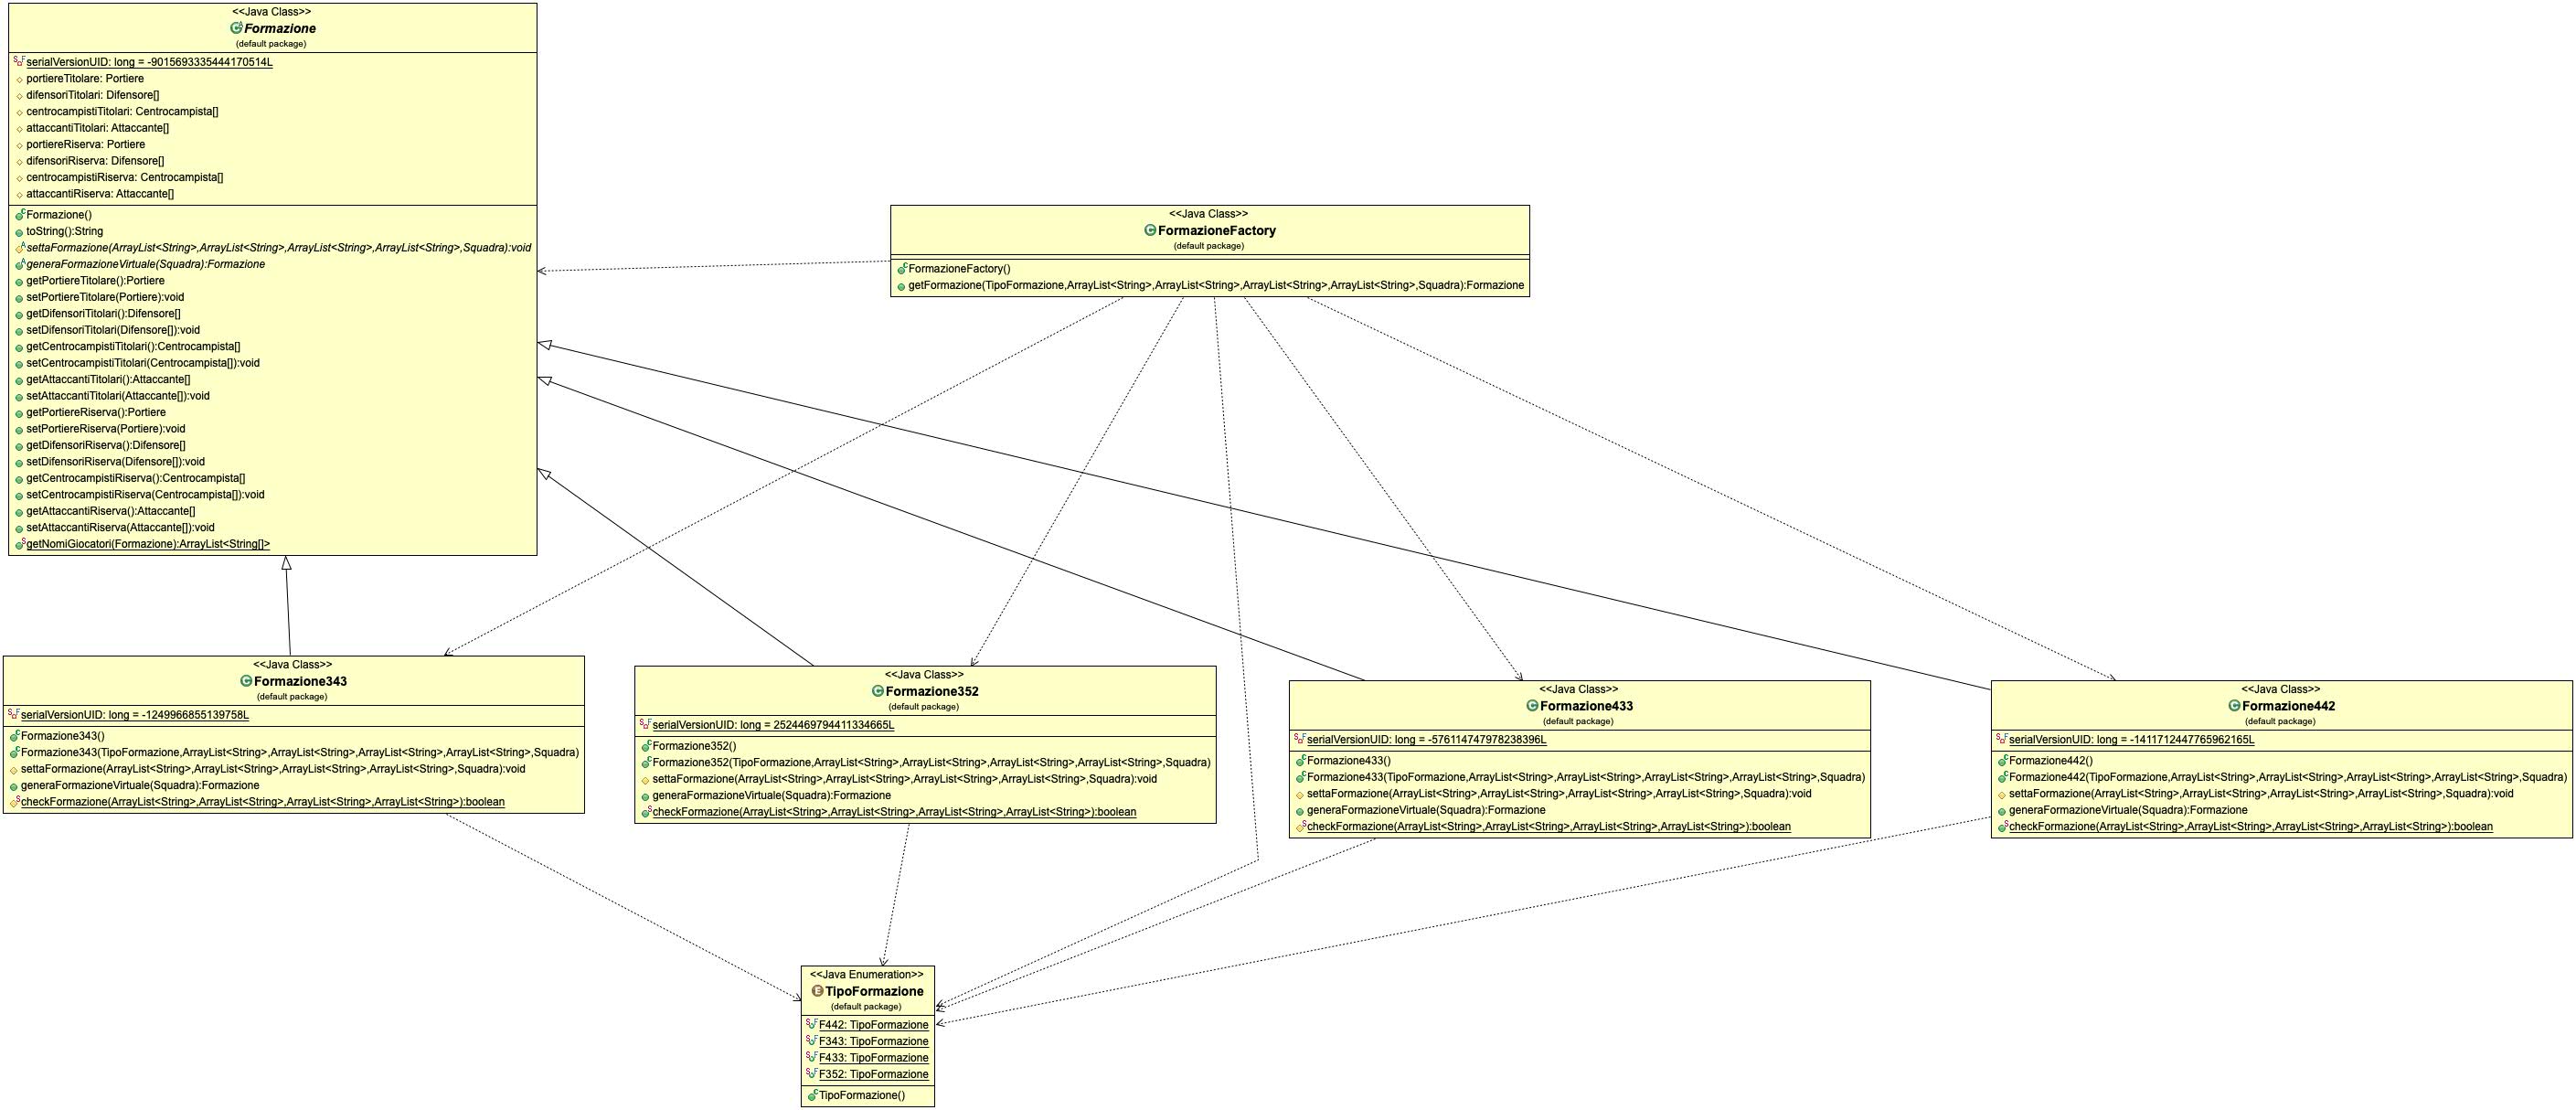 <<Java Class>>
Formazione
(default package)
serialVersionUID: long = -9015693335444170514L
portiereTitolare: Portiere
difensoriTitolari: Difensore[]
centrocampistiTitolari: Centrocampista[]
attaccantiTitolari: Attaccante[]
portiereRiserva: Portiere
difensoriRiserva: Difensore[]
centrocampistiRiserva: Centrocampista[]
attaccantiRiserva: Attaccante[]
Formazione()
toString():String
settaFormazione(ArrayList<String>,ArrayList<String>,ArrayList<String>,ArrayList<String>,Squadra):void
generaFormazioneVirtuale(Squadra):Formazione
getPortiereTitolare():Portiere
setPortiereTitolare(Portiere):void
getDifensoriTitolari():Difensore[]
setDifensoriTitolari(Difensore[]):void
getCentrocampistiTitolari():Centrocampista[]
setCentrocampistiTitolari(Centrocampista[]):void
getAttaccantiTitolari():Attaccante[]
setAttaccantiTitolari(Attaccante[]):void
getPortiereRiserva():Portiere
setPortiereRiserva(Portiere):void
getDifensoriRiserva():Difensore[]
setDifensoriRiserva(Difensore[]):void
getCentrocampistiRiserva():Centrocampista[]
setCentrocampistiRiserva(Centrocampista[]):void
getAttaccantiRiserva():Attaccante[]
setAttaccantiRiserva(Attaccante[]):void
getNomiGiocatori(Formazione):ArrayList<String[]>
<<Java Class>>
FormazioneFactory
(default package)
FormazioneFactory()
getFormazione(TipoFormazione,ArrayList<String>,ArrayList<String>,ArrayList<String>,ArrayList<String>,Squadra):Formazione
<<Java Class>>
Formazione343
(default package)
serialVersionUID: long = -1249966855139758L
Formazione343()
Formazione343(TipoFormazione,ArrayList<String>,ArrayList<String>,ArrayList<String>,ArrayList<String>,Squadra)
settaFormazione(ArrayList<String>,ArrayList<String>,ArrayList<String>,ArrayList<String>,Squadra):void
generaFormazioneVirtuale(Squadra):Formazione
checkFormazione(ArrayList<String>,ArrayList<String>,ArrayList<String>,ArrayList<String>):boolean
<<Java Class>>
Formazione352
(default package)
serialVersionUID: long = 2524469794411334665L
Formazione352()
Formazione352(TipoFormazione,ArrayList<String>,ArrayList<String>,ArrayList<String>,ArrayList<String>,Squadra)
settaFormazione(ArrayList<String>,ArrayList<String>,ArrayList<String>,ArrayList<String>,Squadra):void
generaFormazioneVirtuale(Squadra):Formazione
checkFormazione(ArrayList<String>,ArrayList<String>,ArrayList<String>,ArrayList<String>):boolean
<<Java Class>>
Formazione433
(default package)
serialVersionUID: long = -576114747978238396L
Formazione433()
Formazione433(TipoFormazione,ArrayList<String>,ArrayList<String>,ArrayList<String>,ArrayList<String>,Squadra)
settaFormazione(ArrayList<String>,ArrayList<String>,ArrayList<String>,ArrayList<String>,Squadra):void
generaFormazioneVirtuale(Squadra):Formazione
checkFormazione(ArrayList<String>,ArrayList<String>,ArrayList<String>,ArrayList<String>):boolean
<<Java Class>>
Formazione442
(default package)
serialVersionUID: long = -1411712447765962165L
Formazione442()
Formazione442(TipoFormazione,ArrayList<String>,ArrayList<String>,ArrayList<String>,ArrayList<String>,Squadra)
settaFormazione(ArrayList<String>,ArrayList<String>,ArrayList<String>,ArrayList<String>,Squadra):void
generaFormazioneVirtuale(Squadra):Formazione
checkFormazione(ArrayList<String>,ArrayList<String>,ArrayList<String>,ArrayList<String>):boolean
<<Java Enumeration>>
TipoFormazione
(default package)
F442: TipoFormazione
F343: TipoFormazione
F433: TipoFormazione
F352: TipoFormazione
TipoFormazione()